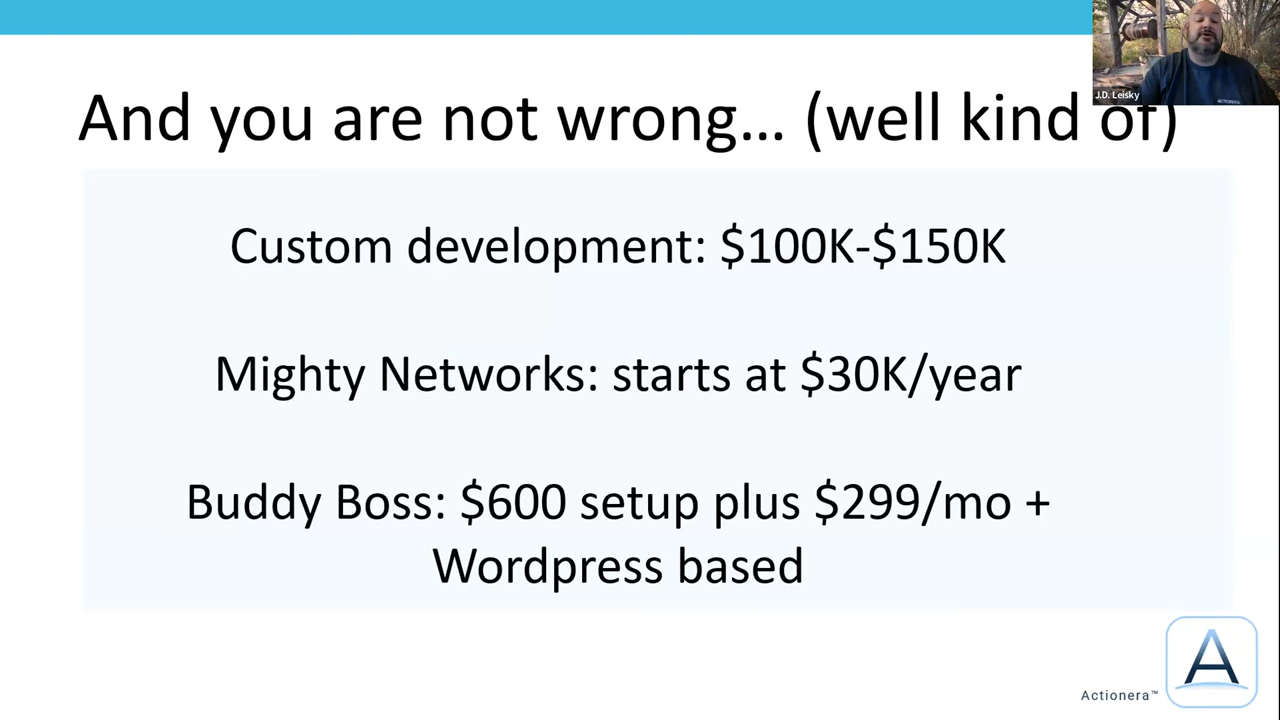 And you are not wrong... (well kind of)
J.D. Leisky
ACTIONERA
Custom development: $100K-$150K
Mighty Networks: starts at $30K/year
Buddy Boss: $600 setup plus $299/mo +
Wordpress based
Actionera™
A